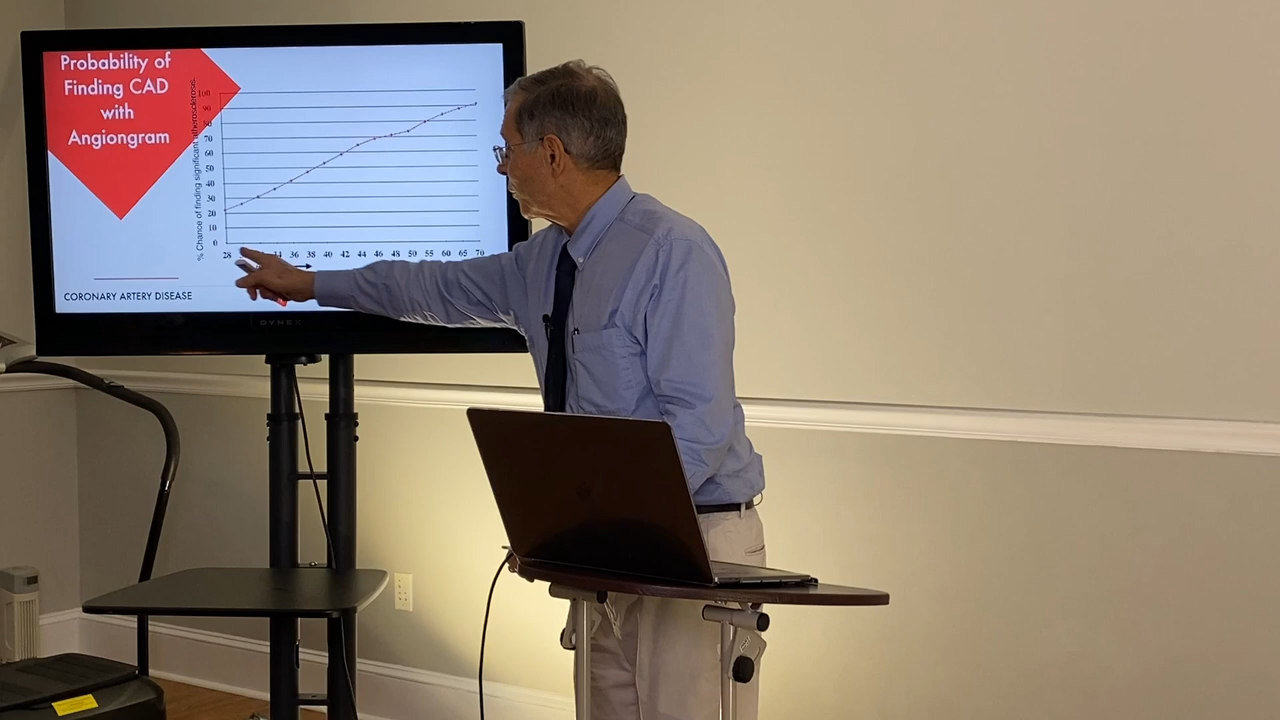 Probability of
Finding CAD
with
Angiongram
% Chance of finding significant atherosclerosis.
100
90
80
70
60
50
40
30
20
10
0
28 34 36 38 40 42 44 46 48 50 55 60 65 70
CORONARY ARTERY DISEASE
DYNEX